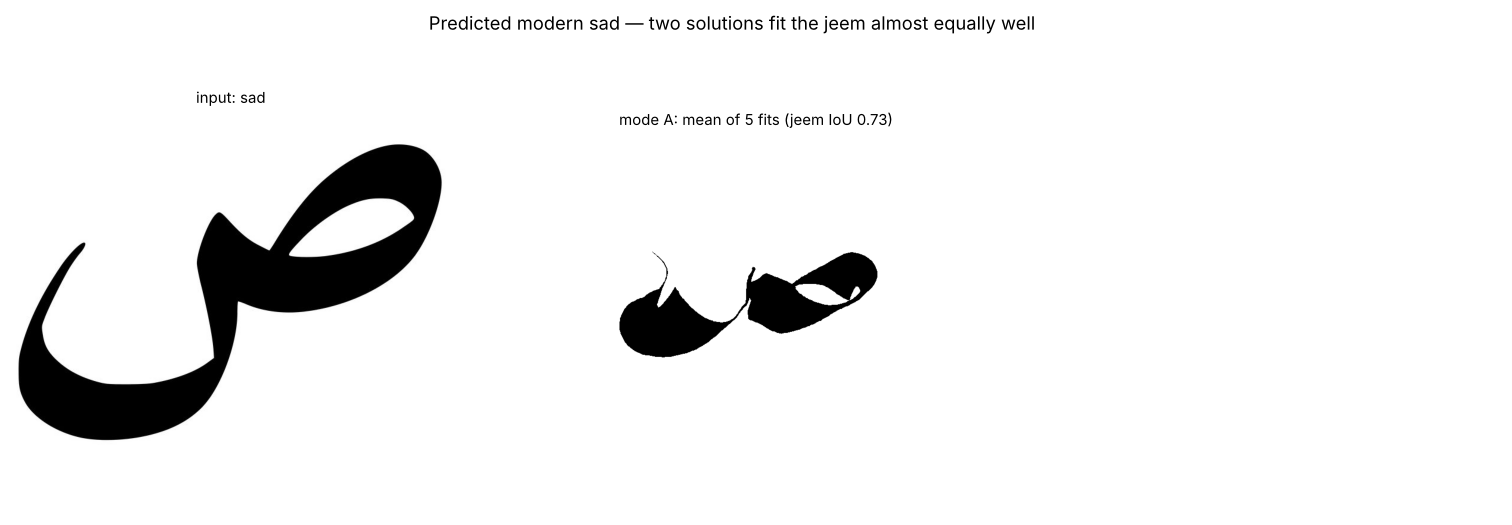 Predicted modern sad — two solutions fit the jeem almost equally well
input: sad
mode A: mean of 5 fits (jeem IoU 0.73)
ص
ص